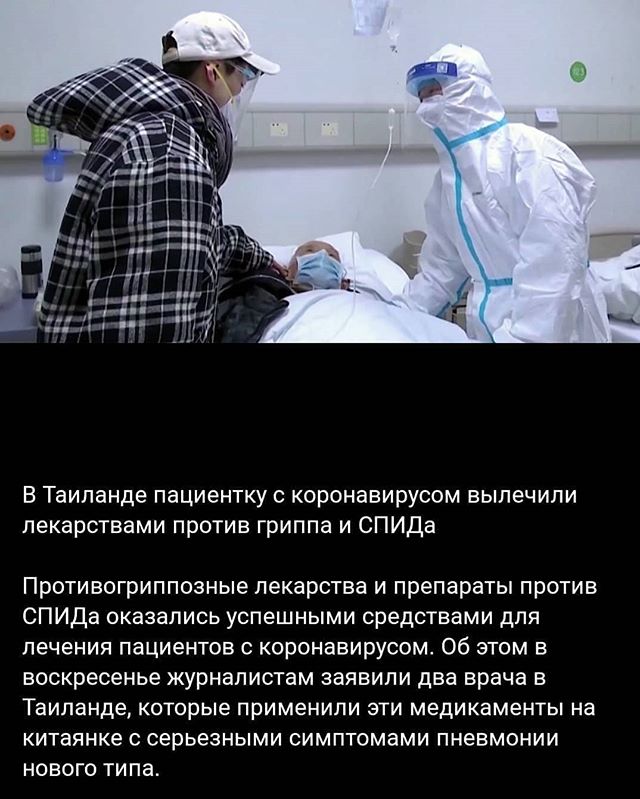 В Таиланде пациентку с коронавирусом вылечили
лекарствами против гриппа и СПИДа
Противогриппозные лекарства и препараты против
СПИДа оказались успешными средствами для
лечения пациентов с коронавирусом. Об этом в
воскресенье журналистам заявили два врача в
Таиланде, которые применили эти медикаменты на
китаянке с серьезными симптомами пневмонии
нового типа.